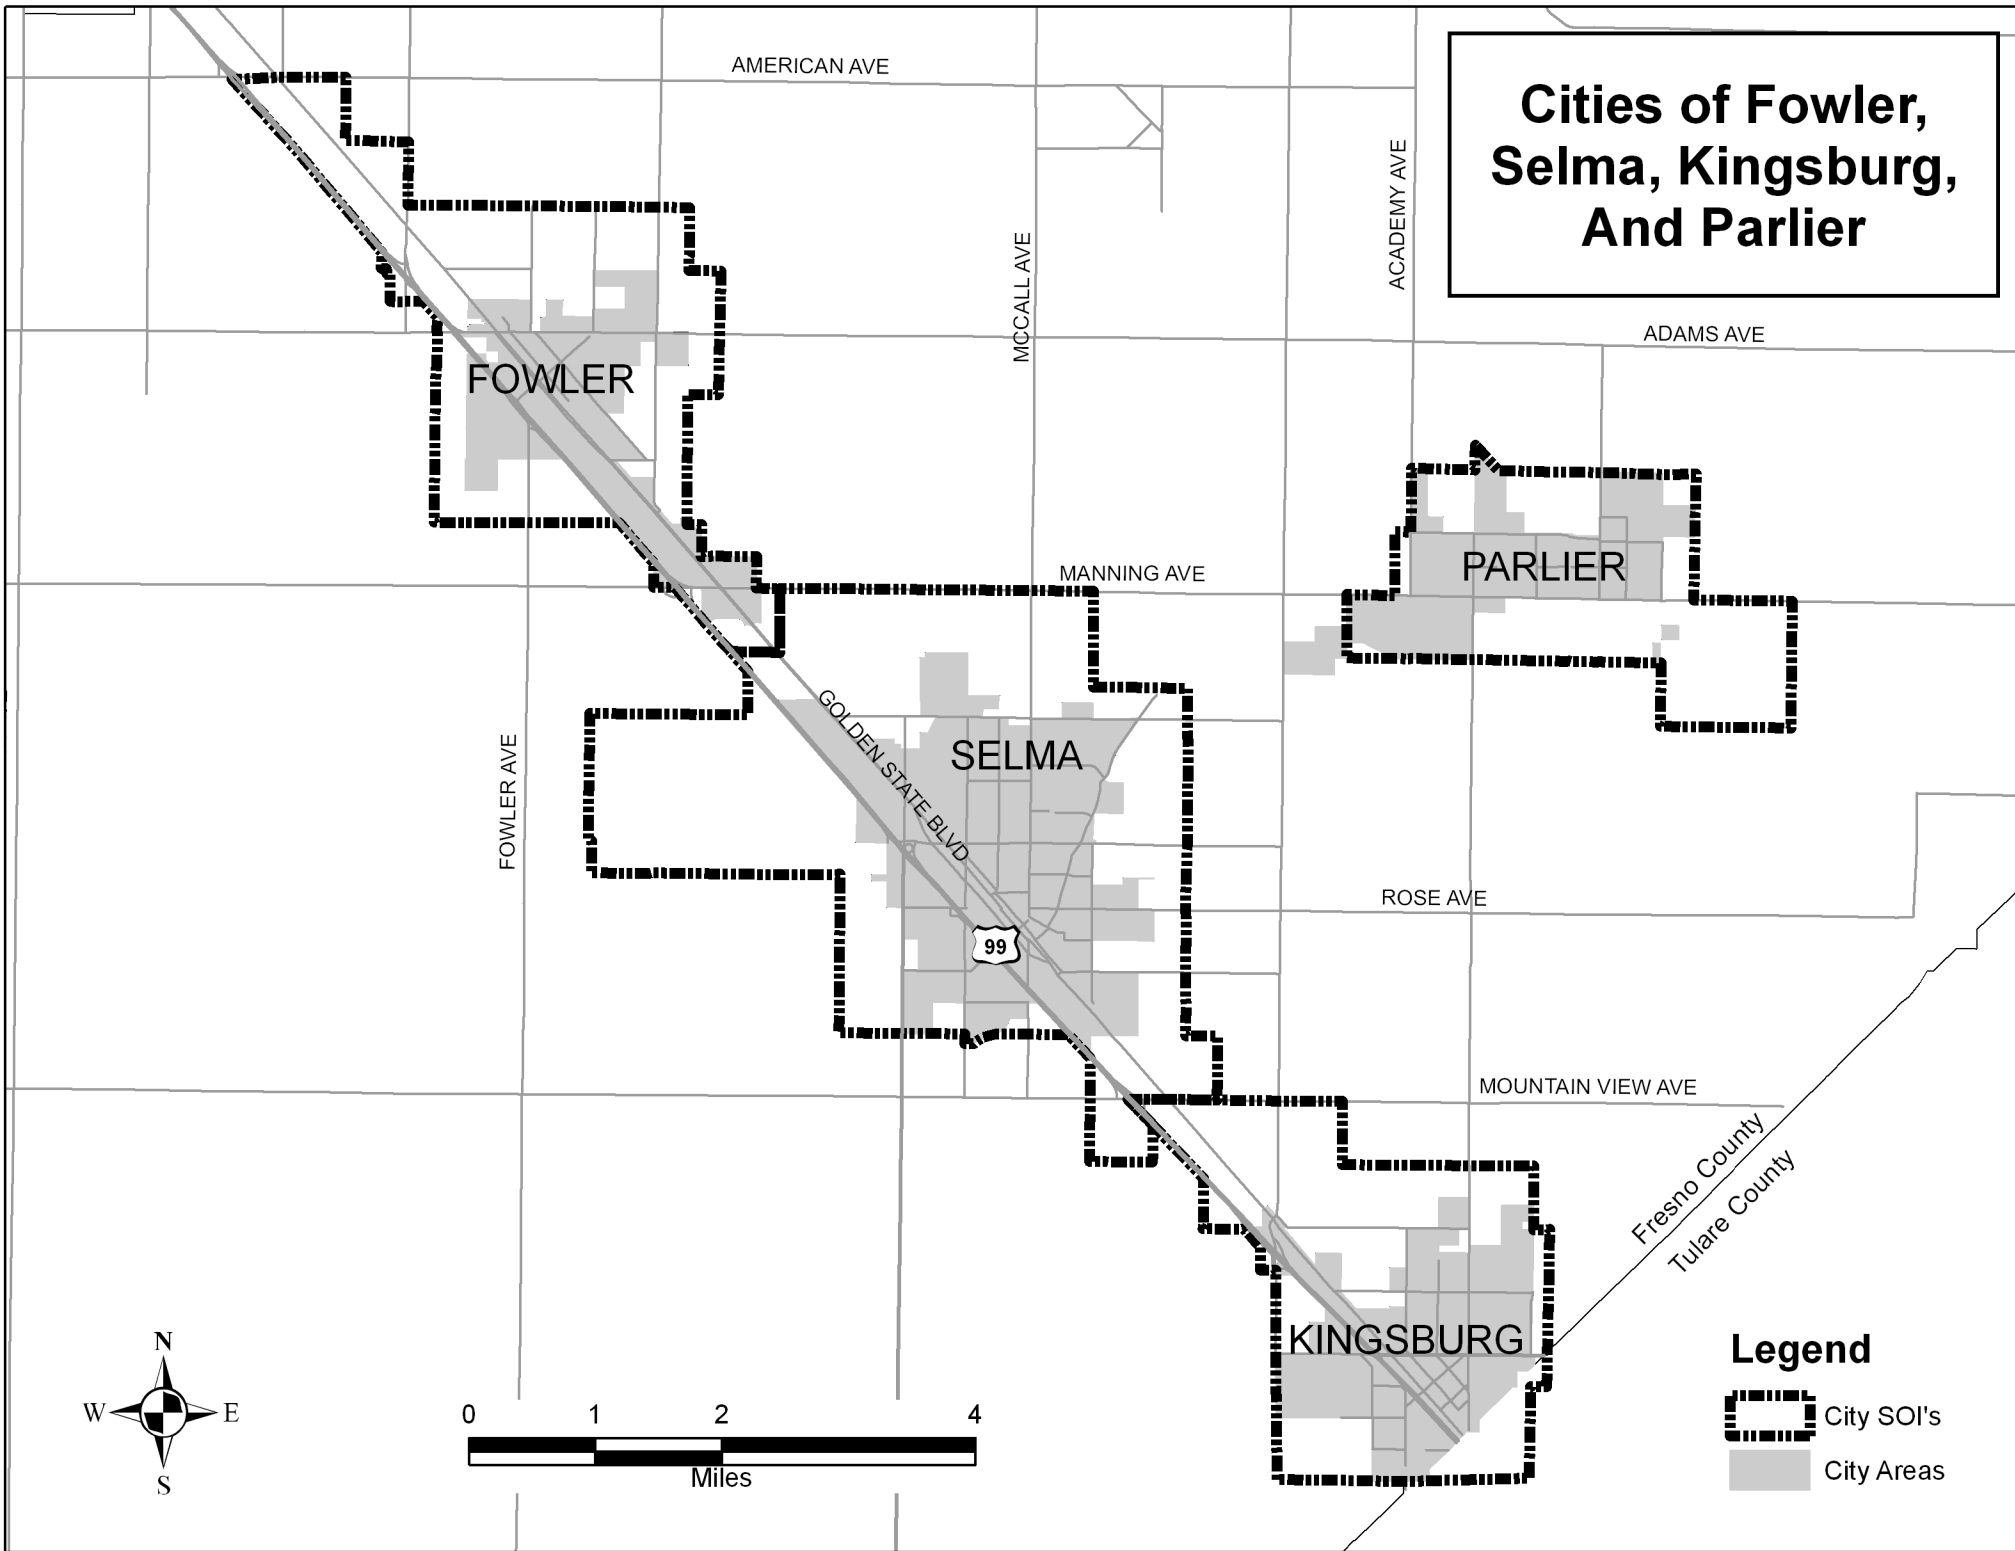 Cities of Fowler,
Selma, Kingsburg,
And Parlier
AMERICAN AVE
ACADEMY AVE
MCCALL AVE
ADAMS AVE
FOWLER
MANNING AVE
PARLIER
GOLDEN STATE BLVD
SELMA
FOWLER AVE
ROSE AVE
99
MOUNTAIN VIEW AVE
Fresno County
Tulare County
KINGSBURG
N
W
E
S
0 1 2 4
Miles
Legend
City SOI's
City Areas